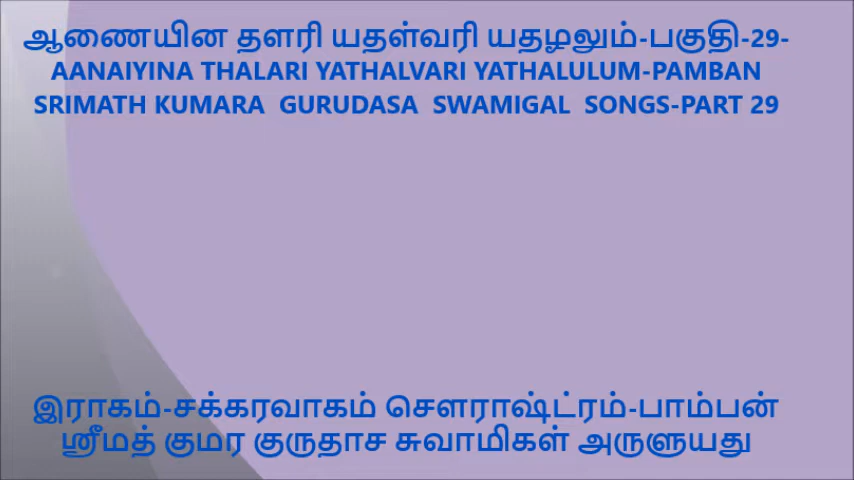 ஆணையின தளரி யதள்வரி யதழலும்-பகுதி-29-
AANAIYINA THALARI YATHALVARI YATHALULUM-PAMBAN
SRIMATH KUMARA GURUDASA SWAMIGAL SONGS-PART 29
இராகம்-சக்கரவாகம் சௌராஷ்ட்ரம்-பாம்பன்
ஸ்ரீமத் குமர குருதாச சுவாமிகள் அருளுயது